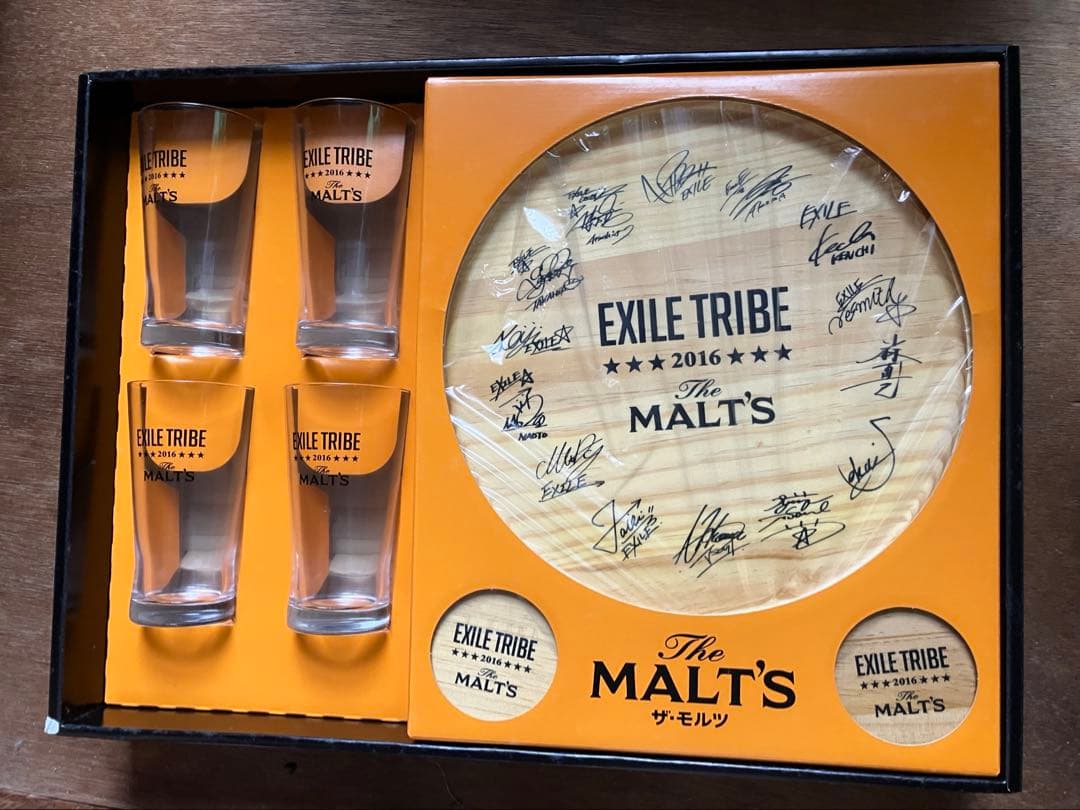 EXILE TRIBE
★★★2016★★★
The
MALT'S
EXILE TRIBE
★★★2016★★★
The
MALT'S
EXILE TRIBE
★★★2016★★★
The
MALT'S
EXILE TRIBE
★★★2016★★★
The
MALT'S
EXILE
EXILE
KENCHI
EXILE
EXILE☆
EXILE☆
NAOTO
EXILE
EXILE
EXILE TRIBE
★★★2016★★★
The
MALT'S
EXILE TRIBE
★★★2016★★★
The
MALT'S
The
MALT'S
ザ・モルツ
EXILE TRIBE
★★★2016★★★
The
MALT'S